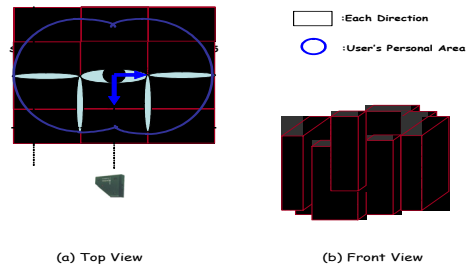 :Each Direction
:User's Personal Area
(a) Top View
(b) Front View